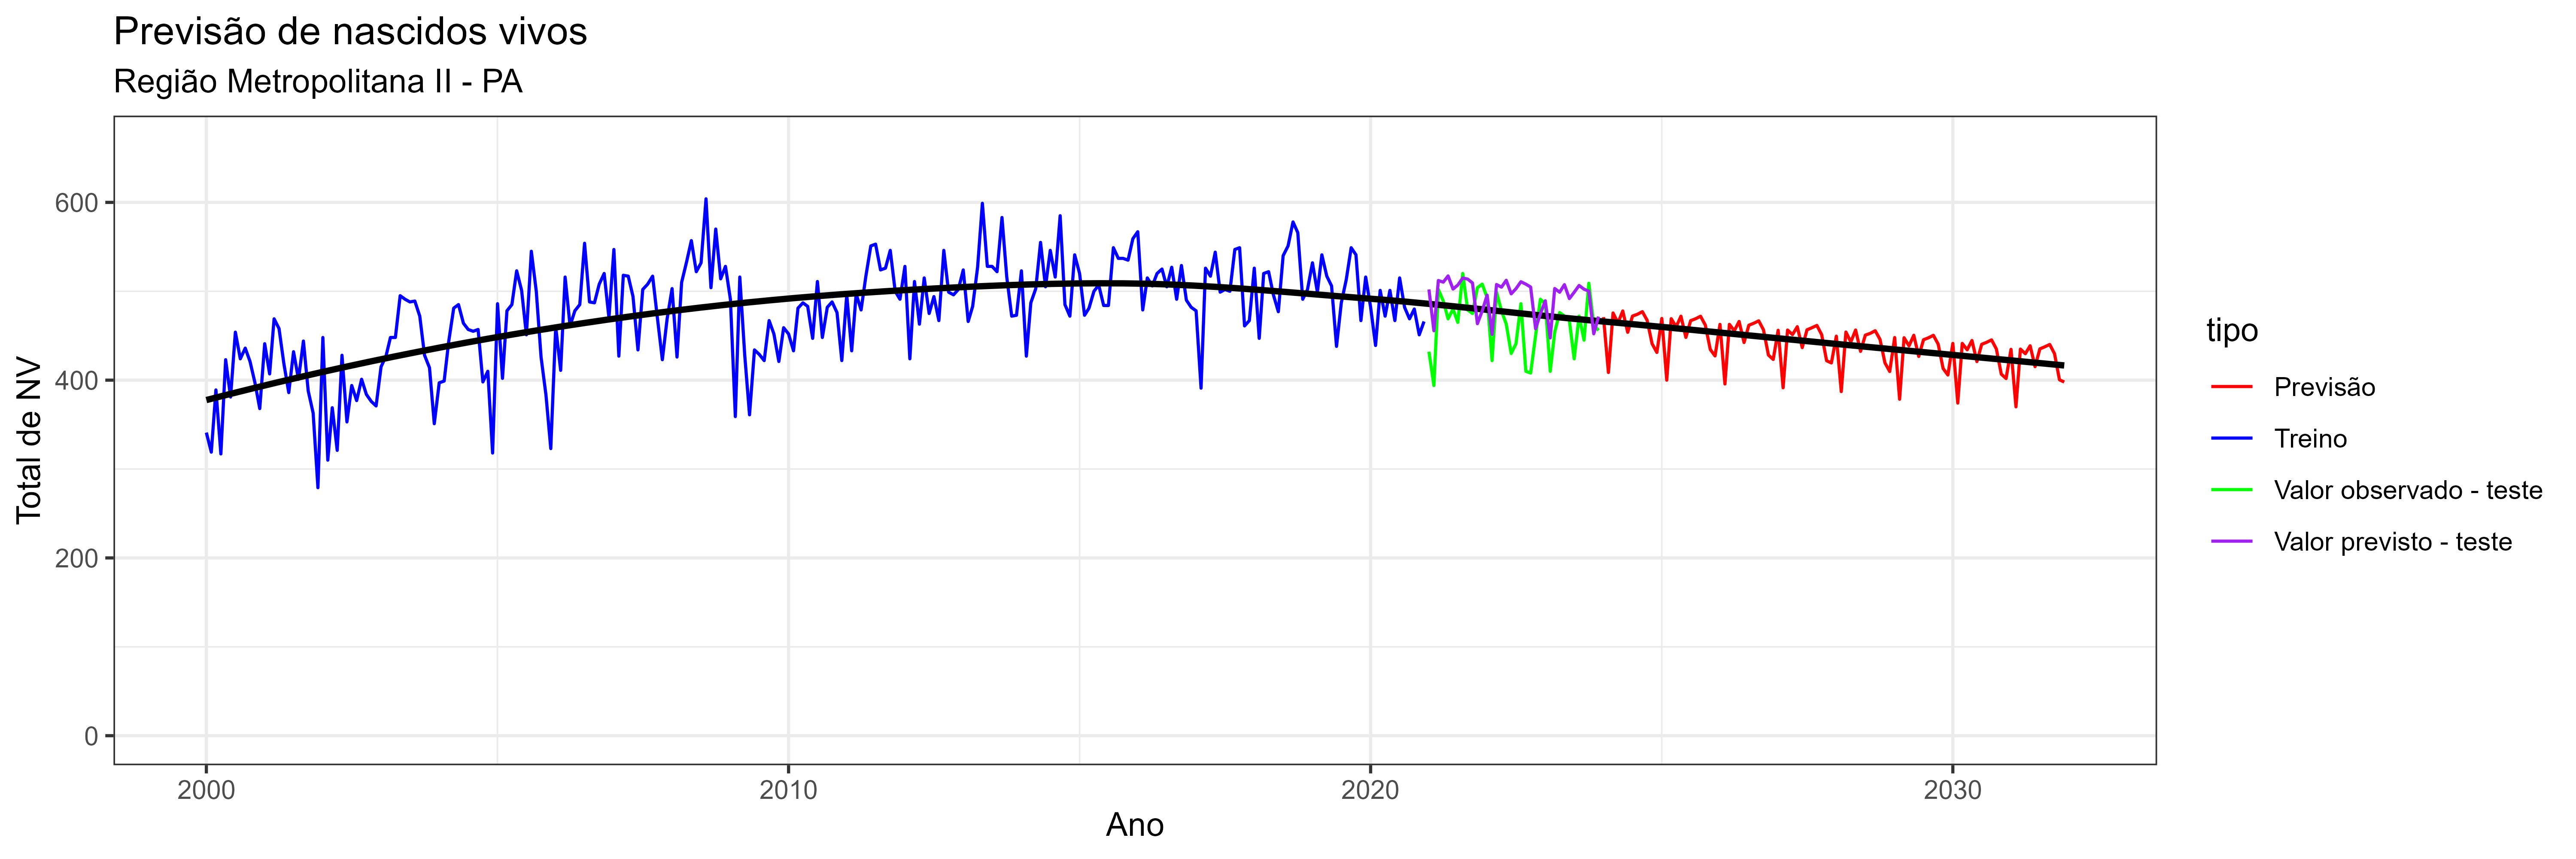 Previsão de nascidos vivos
Região Metropolitana II - PA
Total de NV
600
400
200
0
2000
2010
2020
2030
Ano
tipo
Previsão
Treino
Valor observado - teste
Valor previsto - teste